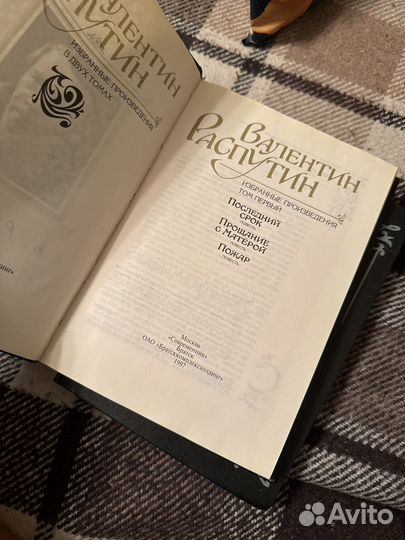 ВАЛЕНТИН
РАСПУТИН
ИЗБРАННЫЕ ПРОИЗВЕДЕНИЯ
В ДВУХ ТОМАХ
ВАЛЕНТИН
РАСПУТИН
ИЗБРАННЫЕ ПРОИЗВЕДЕНИЯ
ТОМ ПЕРВЫЙ
ПОСЛЕДНИЙ
СРОК
ПОВЕСТЬ
ПРОЩАНИЕ
С МАТЕРОЙ
ПОВЕСТЬ
ПОЖАР
ПОВЕСТЬ
Москва
«Современник»
Братск
ОАО «Братсккомплексхолдинг»
1997
Avito